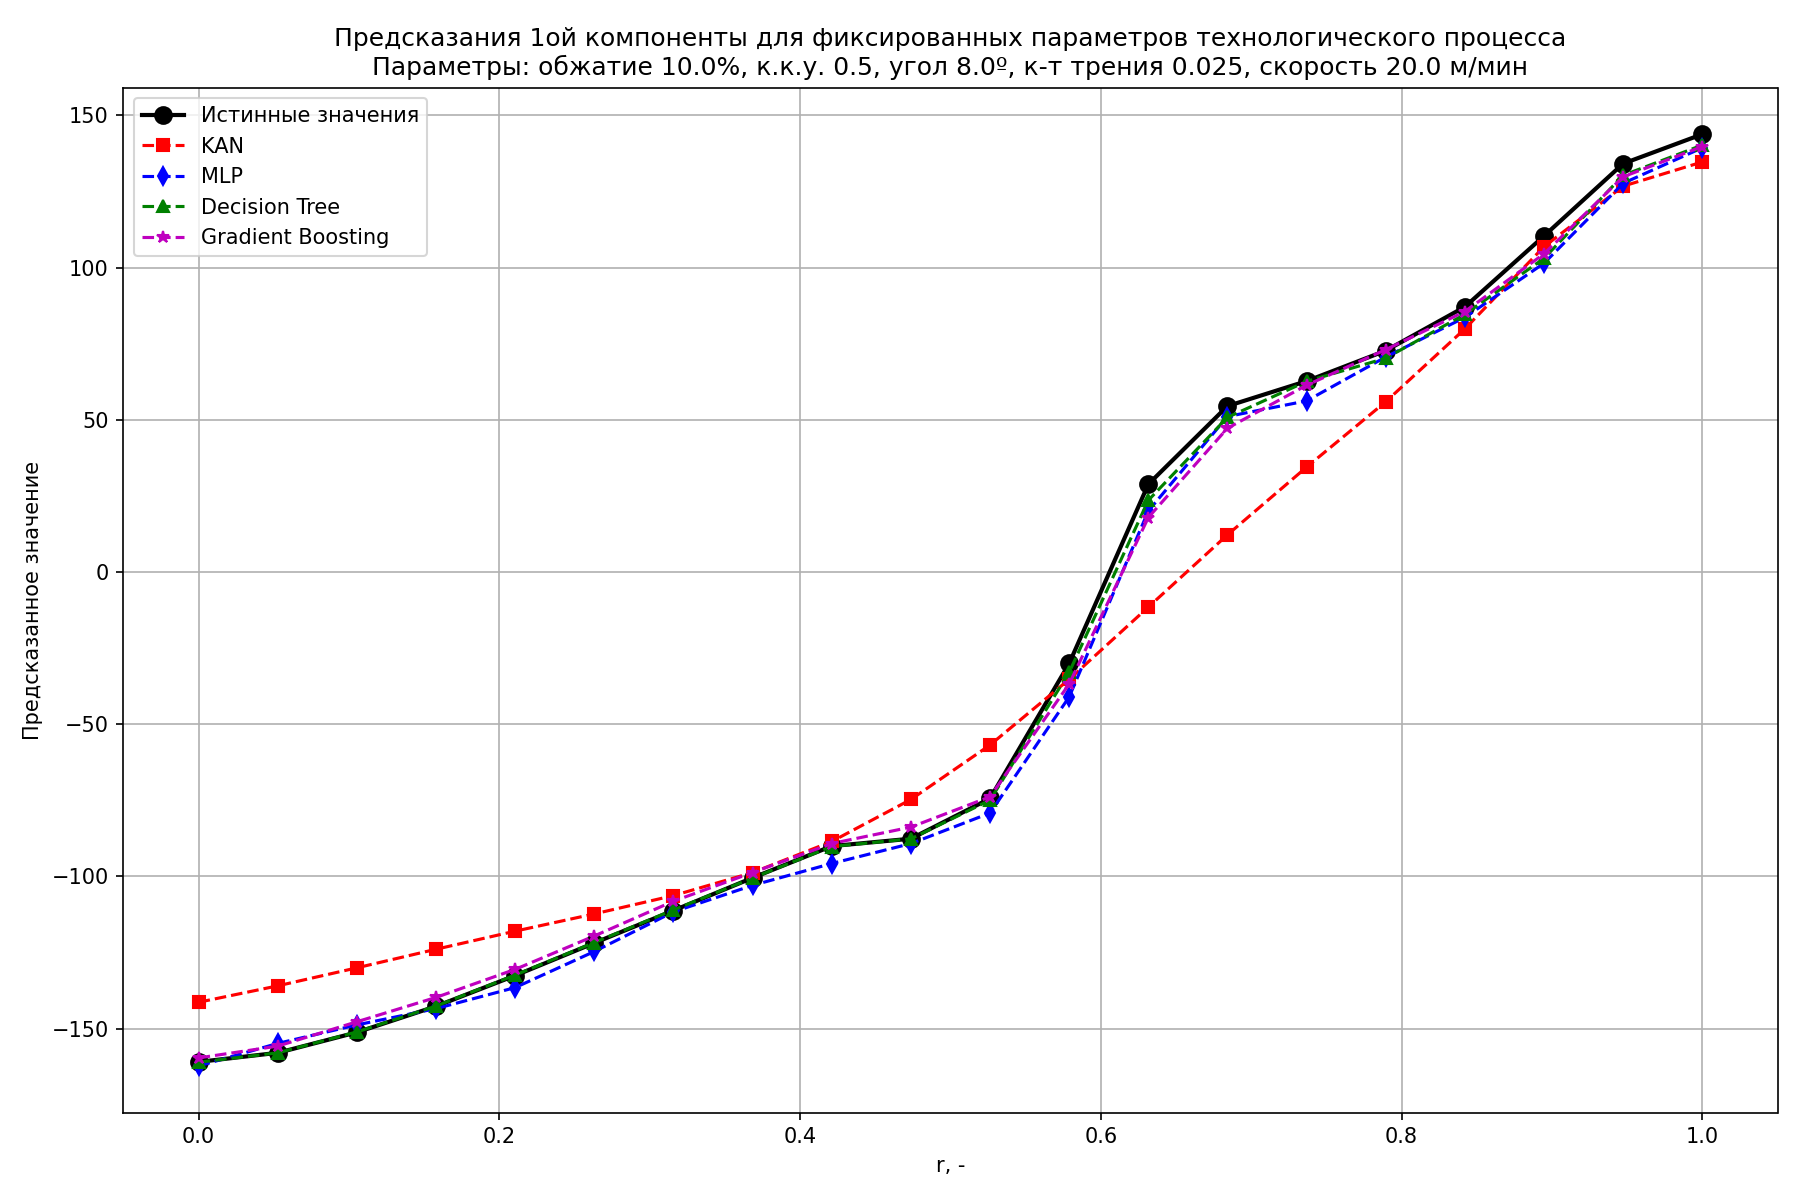 Предсказания 1ой компоненты для фиксированных параметров технологического процесса
Параметры: обжатие 10.0%, к.к.у. 0.5, угол 8.0º, к-т трения 0.025, скорость 20.0 м/мин
Истинные значения
KAN
MLP
Decision Tree
Gradient Boosting
Предсказанное значение
150
100
50
0
−50
−100
−150
0.0
0.2
0.4
0.6
0.8
1.0
r, -